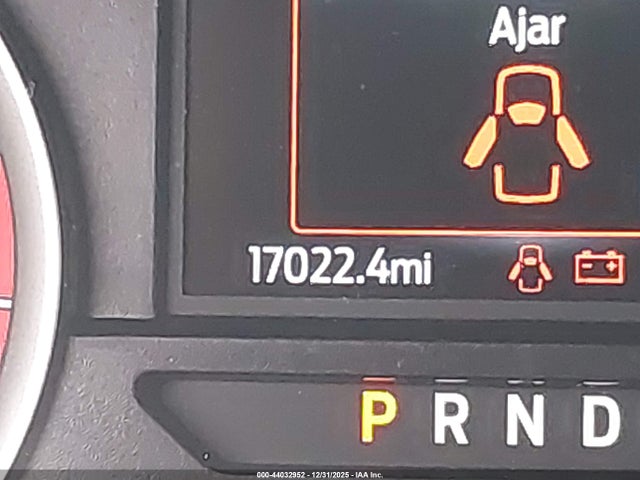 Ajar
17022.4mi
P R N D
000-44032952 - 12/31/2025 - IAA Inc.